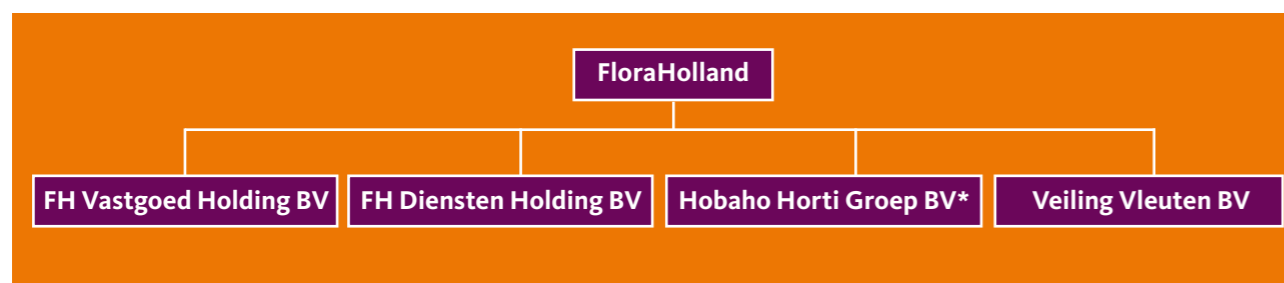 FloraHolland
FH Vastgoed Holding BV
FH Diensten Holding BV
Hobaho Horti Groep BV*
Veiling Vleuten BV